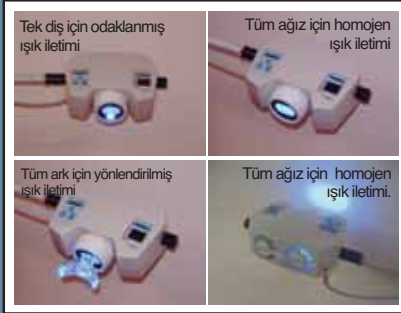 Tek diş için odaklanmış
ışık iletimi
Tüm ağız için homojen
ışık iletimi
Tüm ark için yönlendirilmiş
ışık iletimi
Tüm ağız için homojen
ışık iletimi.